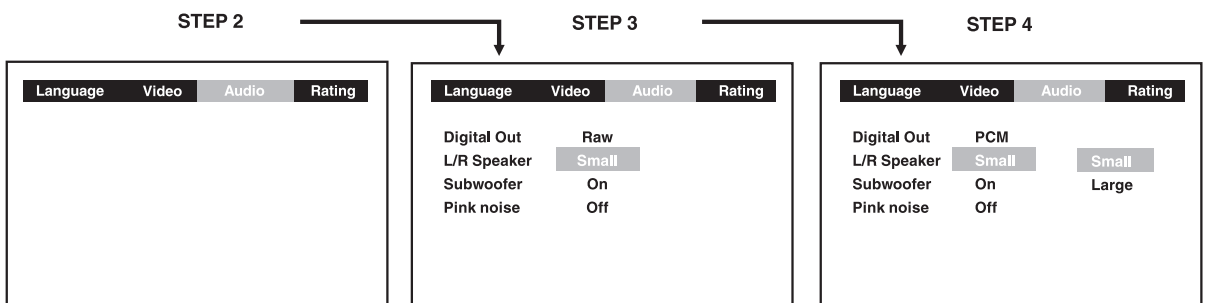 STEP 2
STEP 3
STEP 4
Language Video Audio Rating
Language Video Audio Rating
Digital Out Raw
L/R Speaker Small
Subwoofer On
Pink noise Off
Language Video Audio Rating
Digital Out PCM
L/R Speaker Small Small
Subwoofer On Large
Pink noise Off